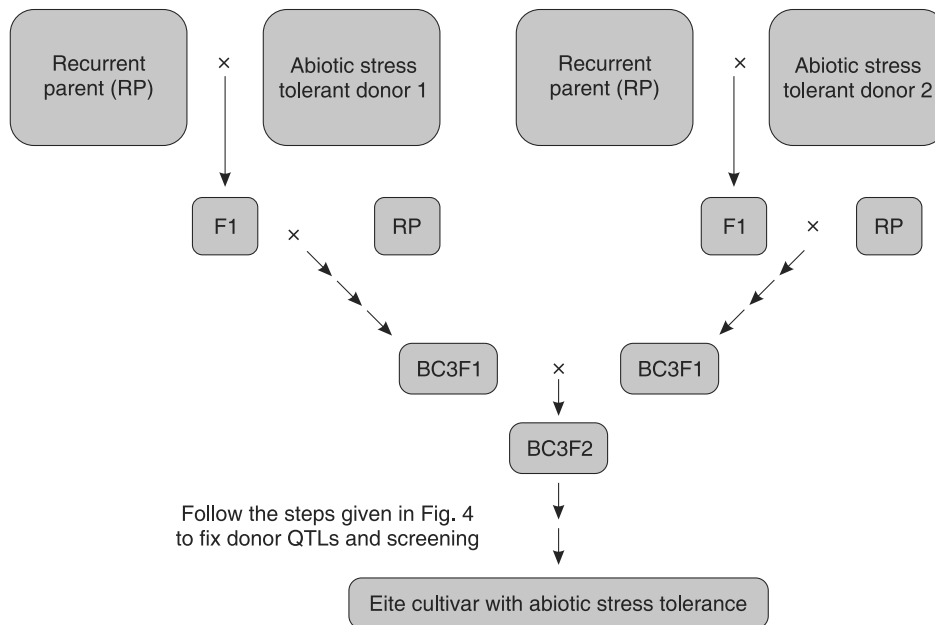 Recurrent
parent (RP)
×
Abiotic stress
tolerant donor 1
Recurrent
parent (RP)
×
Abiotic stress
tolerant donor 2
F1
×
RP
F1
×
RP
BC3F1
×
BC3F1
BC3F2
Follow the steps given in Fig. 4
to fix donor QTLs and screening
Eite cultivar with abiotic stress tolerance